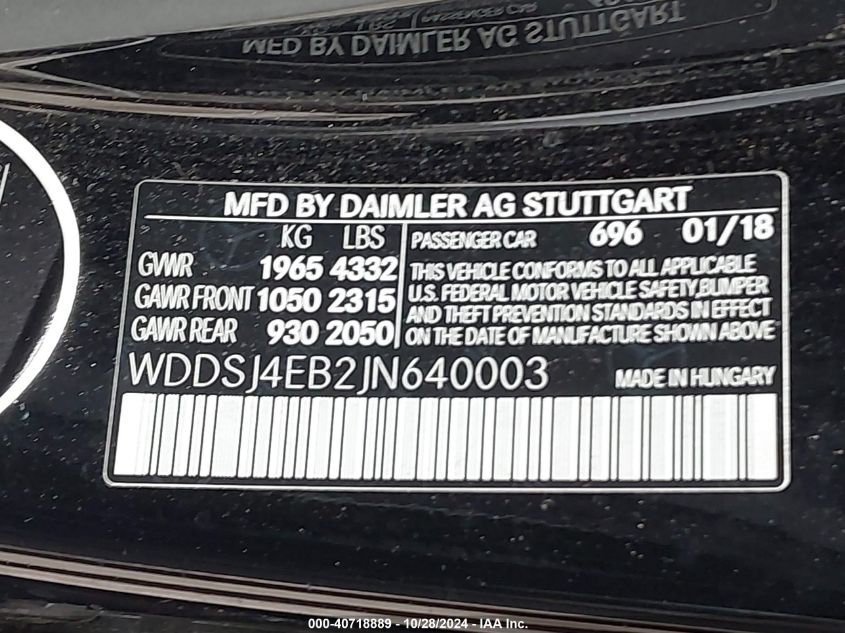 MFD BY DAIMLER AG STUTTGART
MFD BY DAIMLER AG STUTTGART
KG LBS PASSENGER CAR 696 01/18
GVWR 1965 4332 THIS VEHICLE CONFORMS TO ALL APPLICABLE
GAWR FRONT 1050 2315 U.S. FEDERAL MOTOR VEHICLE SAFETY, BUMPER
AND THEFT PREVENTION STANDARDS IN EFFECT
GAWR REAR 930 2050 ON THE DATE OF MANUFACTURE SHOWN ABOVE
WDDSJ4EB2JN640003 MADE IN HUNGARY
000-40718889 - 10/28/2024 - IAA Inc.